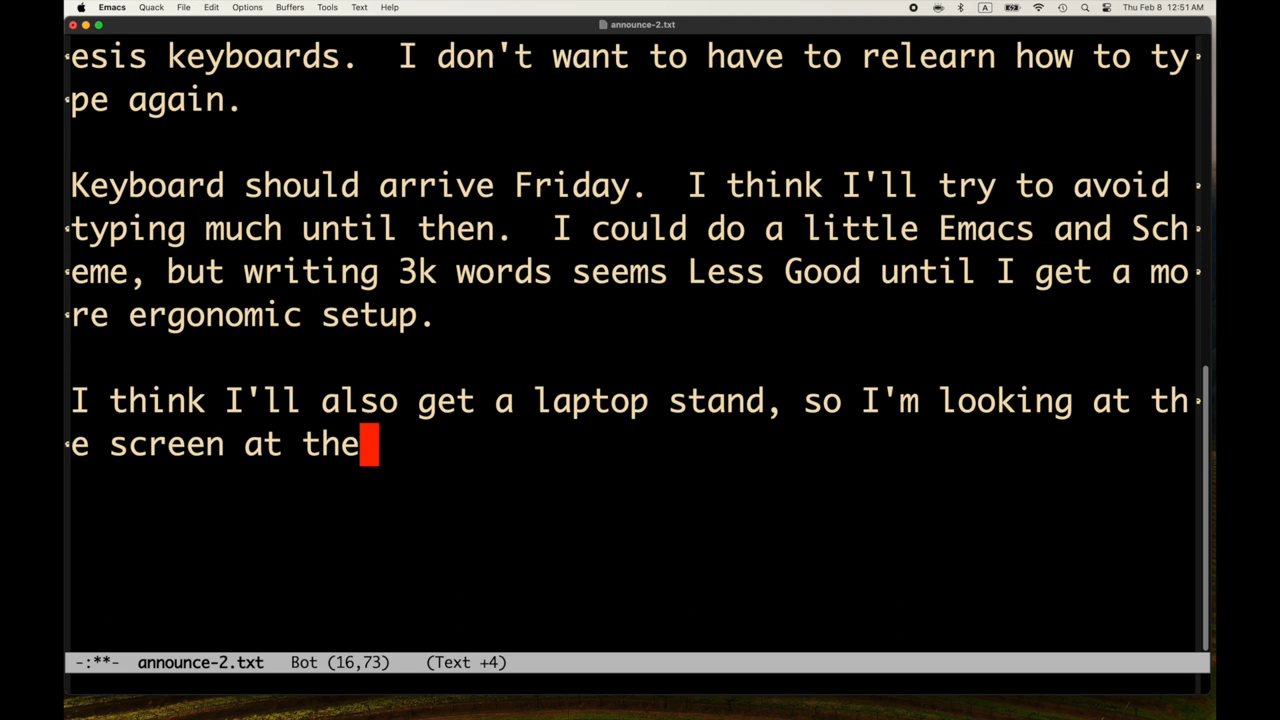 Emacs Quack File Edit Options Buffers Tools Text Help A Thu Feb 8 12:51 AM
announce-2.txt
esis keyboards.  I don't want to have to relearn how to ty
pe again.
Keyboard should arrive Friday.  I think I'll try to avoid
typing much until then.  I could do a little Emacs and Sch
eme, but writing 3k words seems Less Good until I get a mo
re ergonomic setup.
I think I'll also get a laptop stand, so I'm looking at th
e screen at the
-:**-  announce-2.txt   Bot (16,73)    (Text +4)